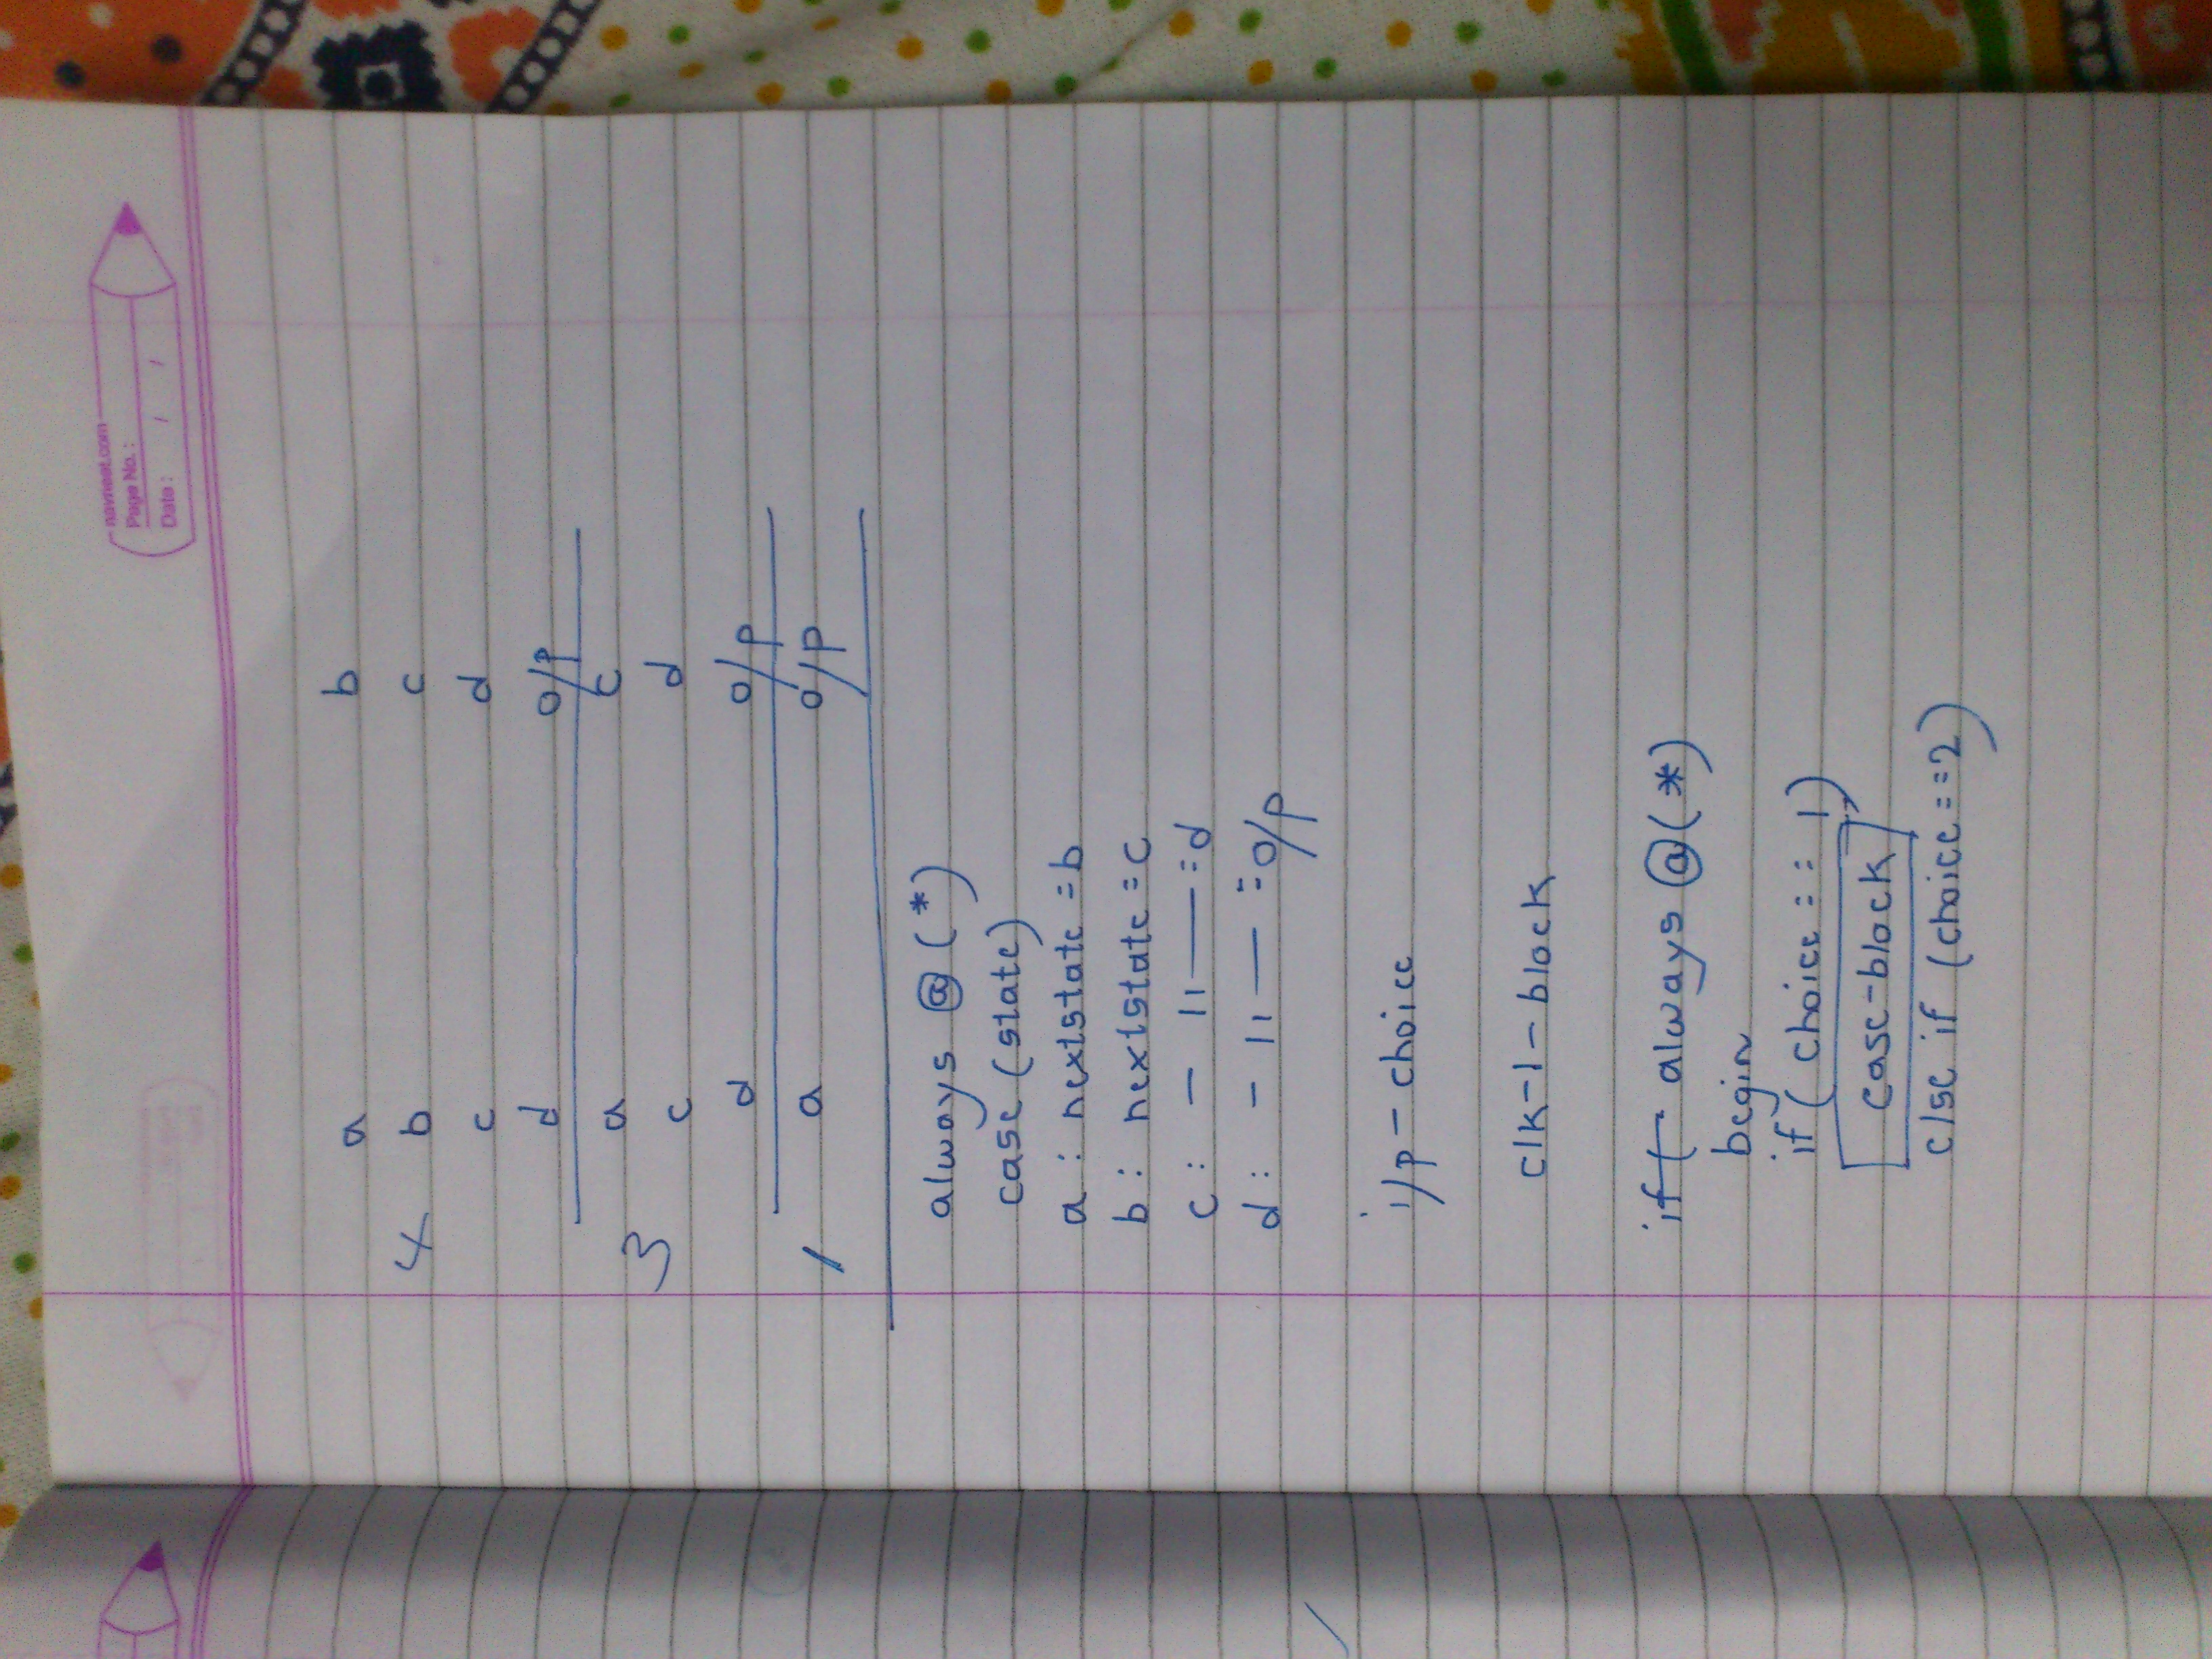 navneet.com
Page No. :
Date : / /
a b
4 b c
c d
d o/p
a c
3 c d
d o/p
1 a o/p
always @ (*)
case (state)
a : nextstate = b
b : nextstate = c
c : - 11 — = d
d : - 11 — = o/p
i/p - choice
clk-1-block
if ( always @ (*)
begin
if (choice == 1)
case-block
else if (choice == 2)